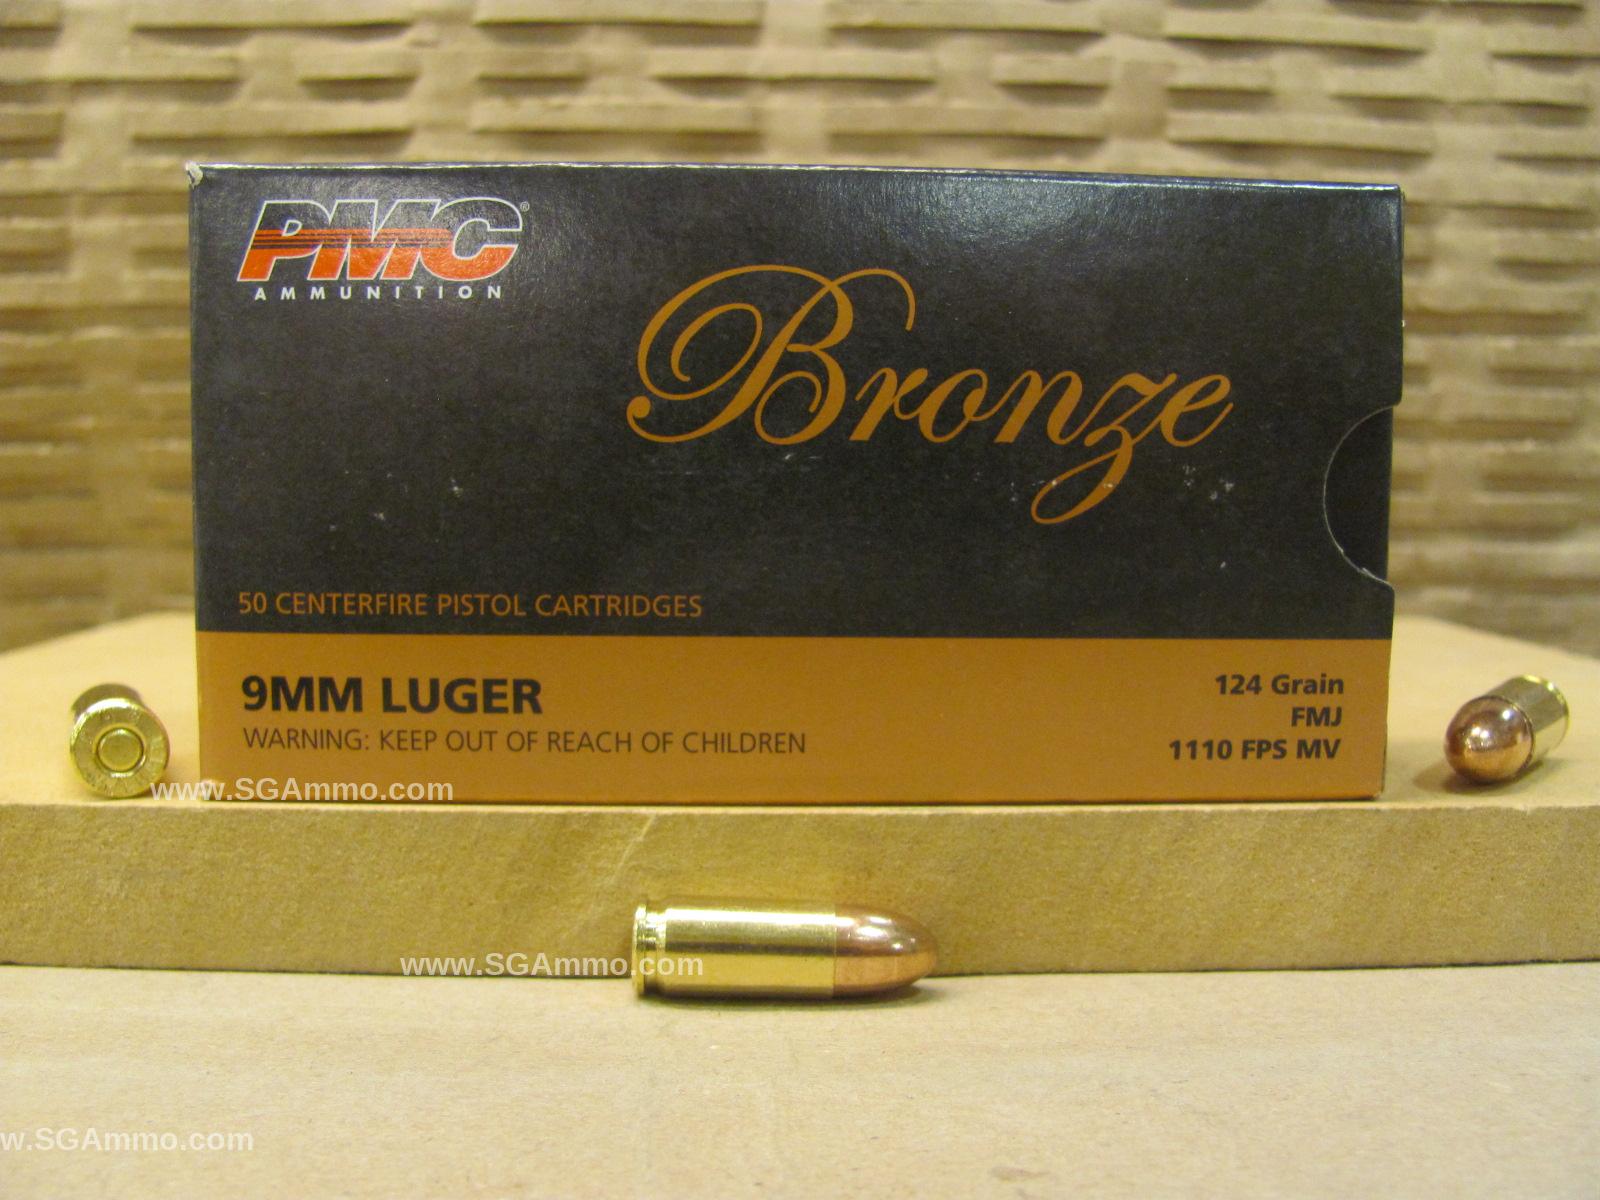 PMC®
AMMUNITION
Bronze
50 CENTERFIRE PISTOL CARTRIDGES
9MM LUGER
WARNING: KEEP OUT OF REACH OF CHILDREN
124 Grain
FMJ
1110 FPS MV
www.SGAmmo.com
www.SGAmmo.com
w.SGAmmo.com